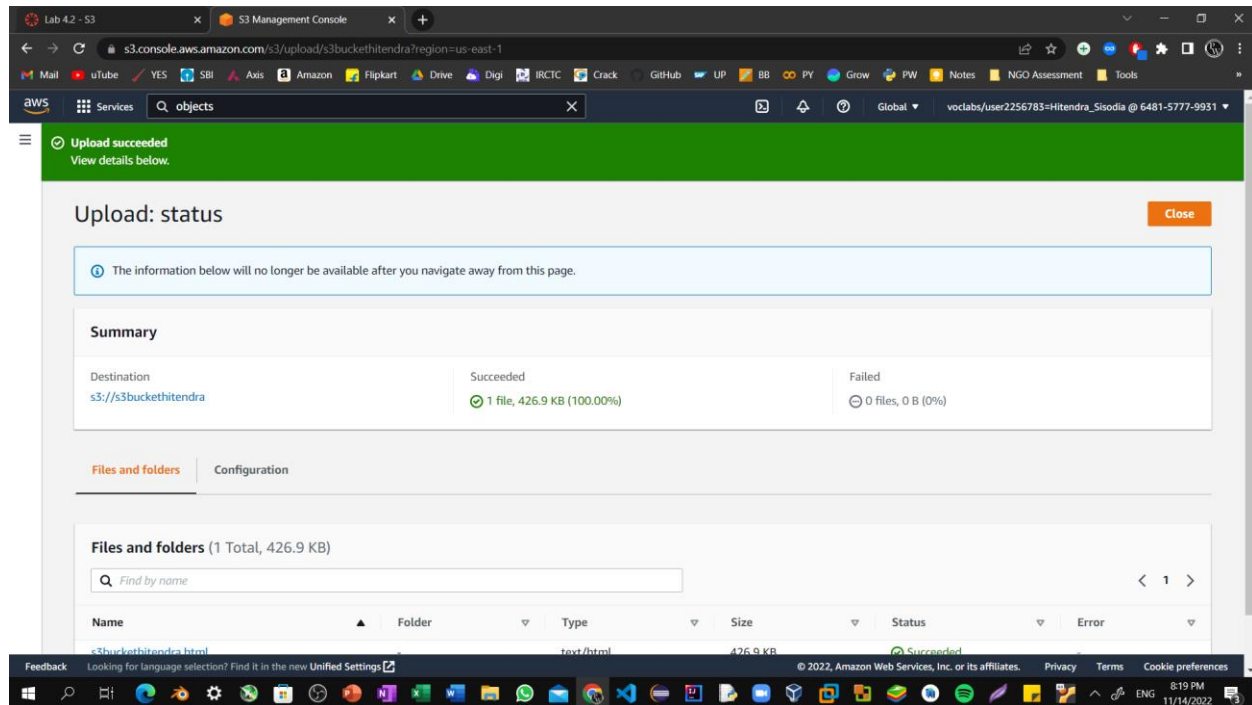 Lab 4.2 - S3
S3 Management Console
s3.console.aws.amazon.com/s3/upload/s3buckethitendra?region=us-east-1
Mail uTube YES SBI Axis Amazon Flipkart Drive Digi IRCTC Crack GitHub UP BB PY Grow PW Notes NGO Assessment Tools
aws Services objects Global voclabs/user2256783=Hitendra_Sisodia @ 6481-5777-9931
Upload succeeded
View details below.
Upload: status
Close
The information below will no longer be available after you navigate away from this page.
Summary
Destination Succeeded Failed
s3://s3buckethitendra 1 file, 426.9 KB (100.00%) 0 files, 0 B (0%)
Files and folders Configuration
Files and folders (1 Total, 426.9 KB)
Find by name
1
Name Folder Type Size Status Error
s3buckethitendra.html - text/html 426.9 KB Succeeded -
Feedback Looking for language selection? Find it in the new Unified Settings © 2022, Amazon Web Services, Inc. or its affiliates. Privacy Terms Cookie preferences
ENG 8:19 PM
11/14/2022